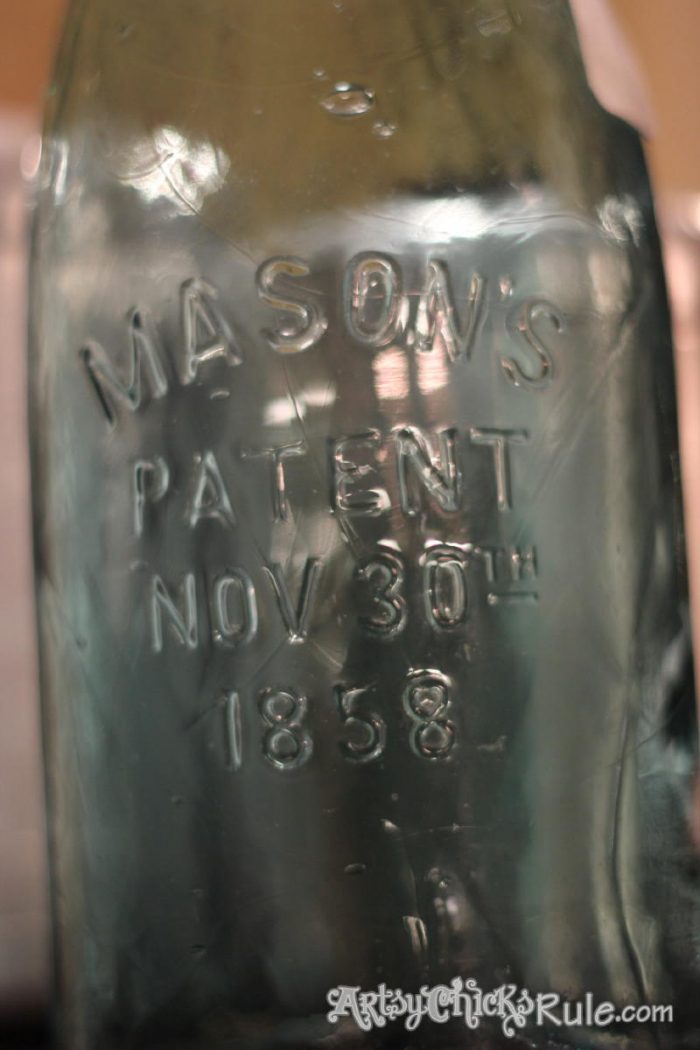 MASON'S
PATENT
NOV 30TH
1858
ArtsyChicksRule.com